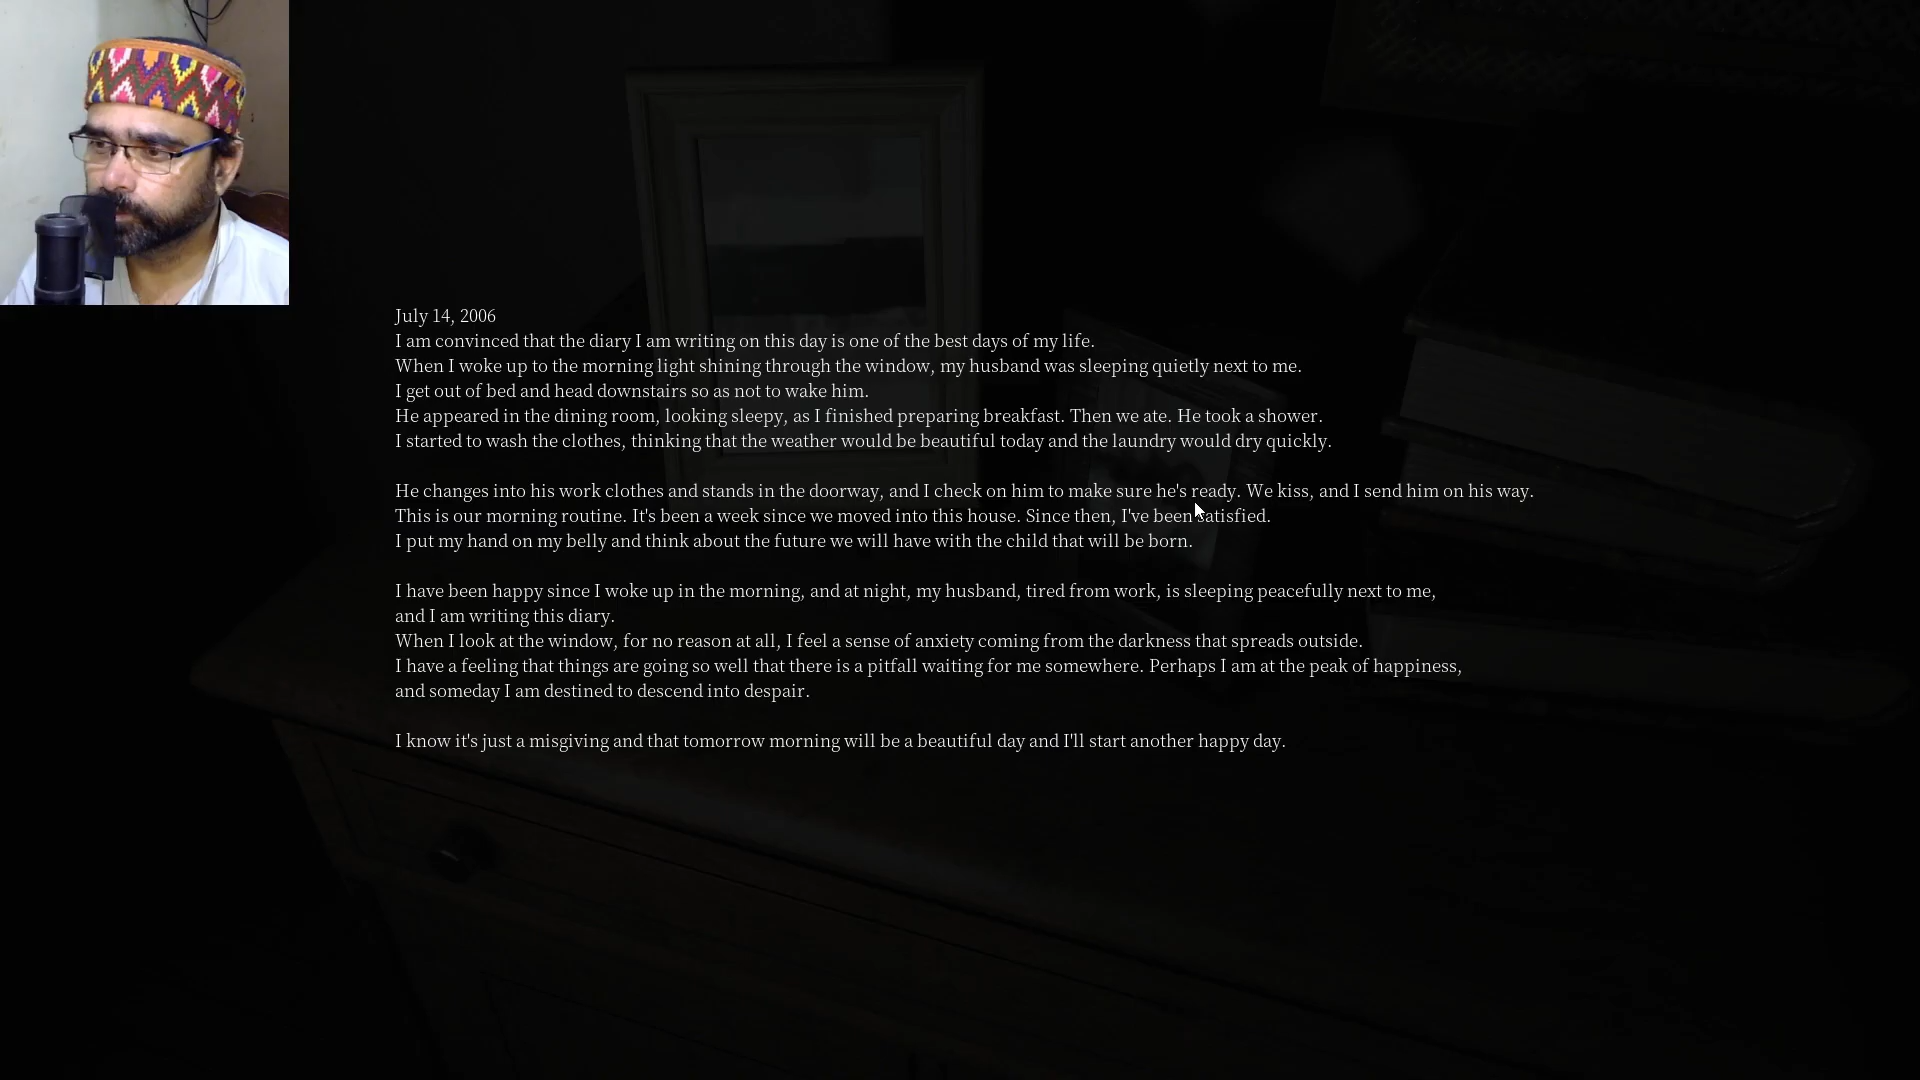 July 14, 2006
I am convinced that the diary I am writing on this day is one of the best days of my life.
When I woke up to the morning light shining through the window, my husband was sleeping quietly next to me.
I get out of bed and head downstairs so as not to wake him.
He appeared in the dining room, looking sleepy, as I finished preparing breakfast. Then we ate. He took a shower.
I started to wash the clothes, thinking that the weather would be beautiful today and the laundry would dry quickly.
He changes into his work clothes and stands in the doorway, and I check on him to make sure he's ready. We kiss, and I send him on his way.
This is our morning routine. It's been a week since we moved into this house. Since then, I've been satisfied.
I put my hand on my belly and think about the future we will have with the child that will be born.
I have been happy since I woke up in the morning, and at night, my husband, tired from work, is sleeping peacefully next to me,
and I am writing this diary.
When I look at the window, for no reason at all, I feel a sense of anxiety coming from the darkness that spreads outside.
I have a feeling that things are going so well that there is a pitfall waiting for me somewhere. Perhaps I am at the peak of happiness,
and someday I am destined to descend into despair.
I know it's just a misgiving and that tomorrow morning will be a beautiful day and I'll start another happy day.